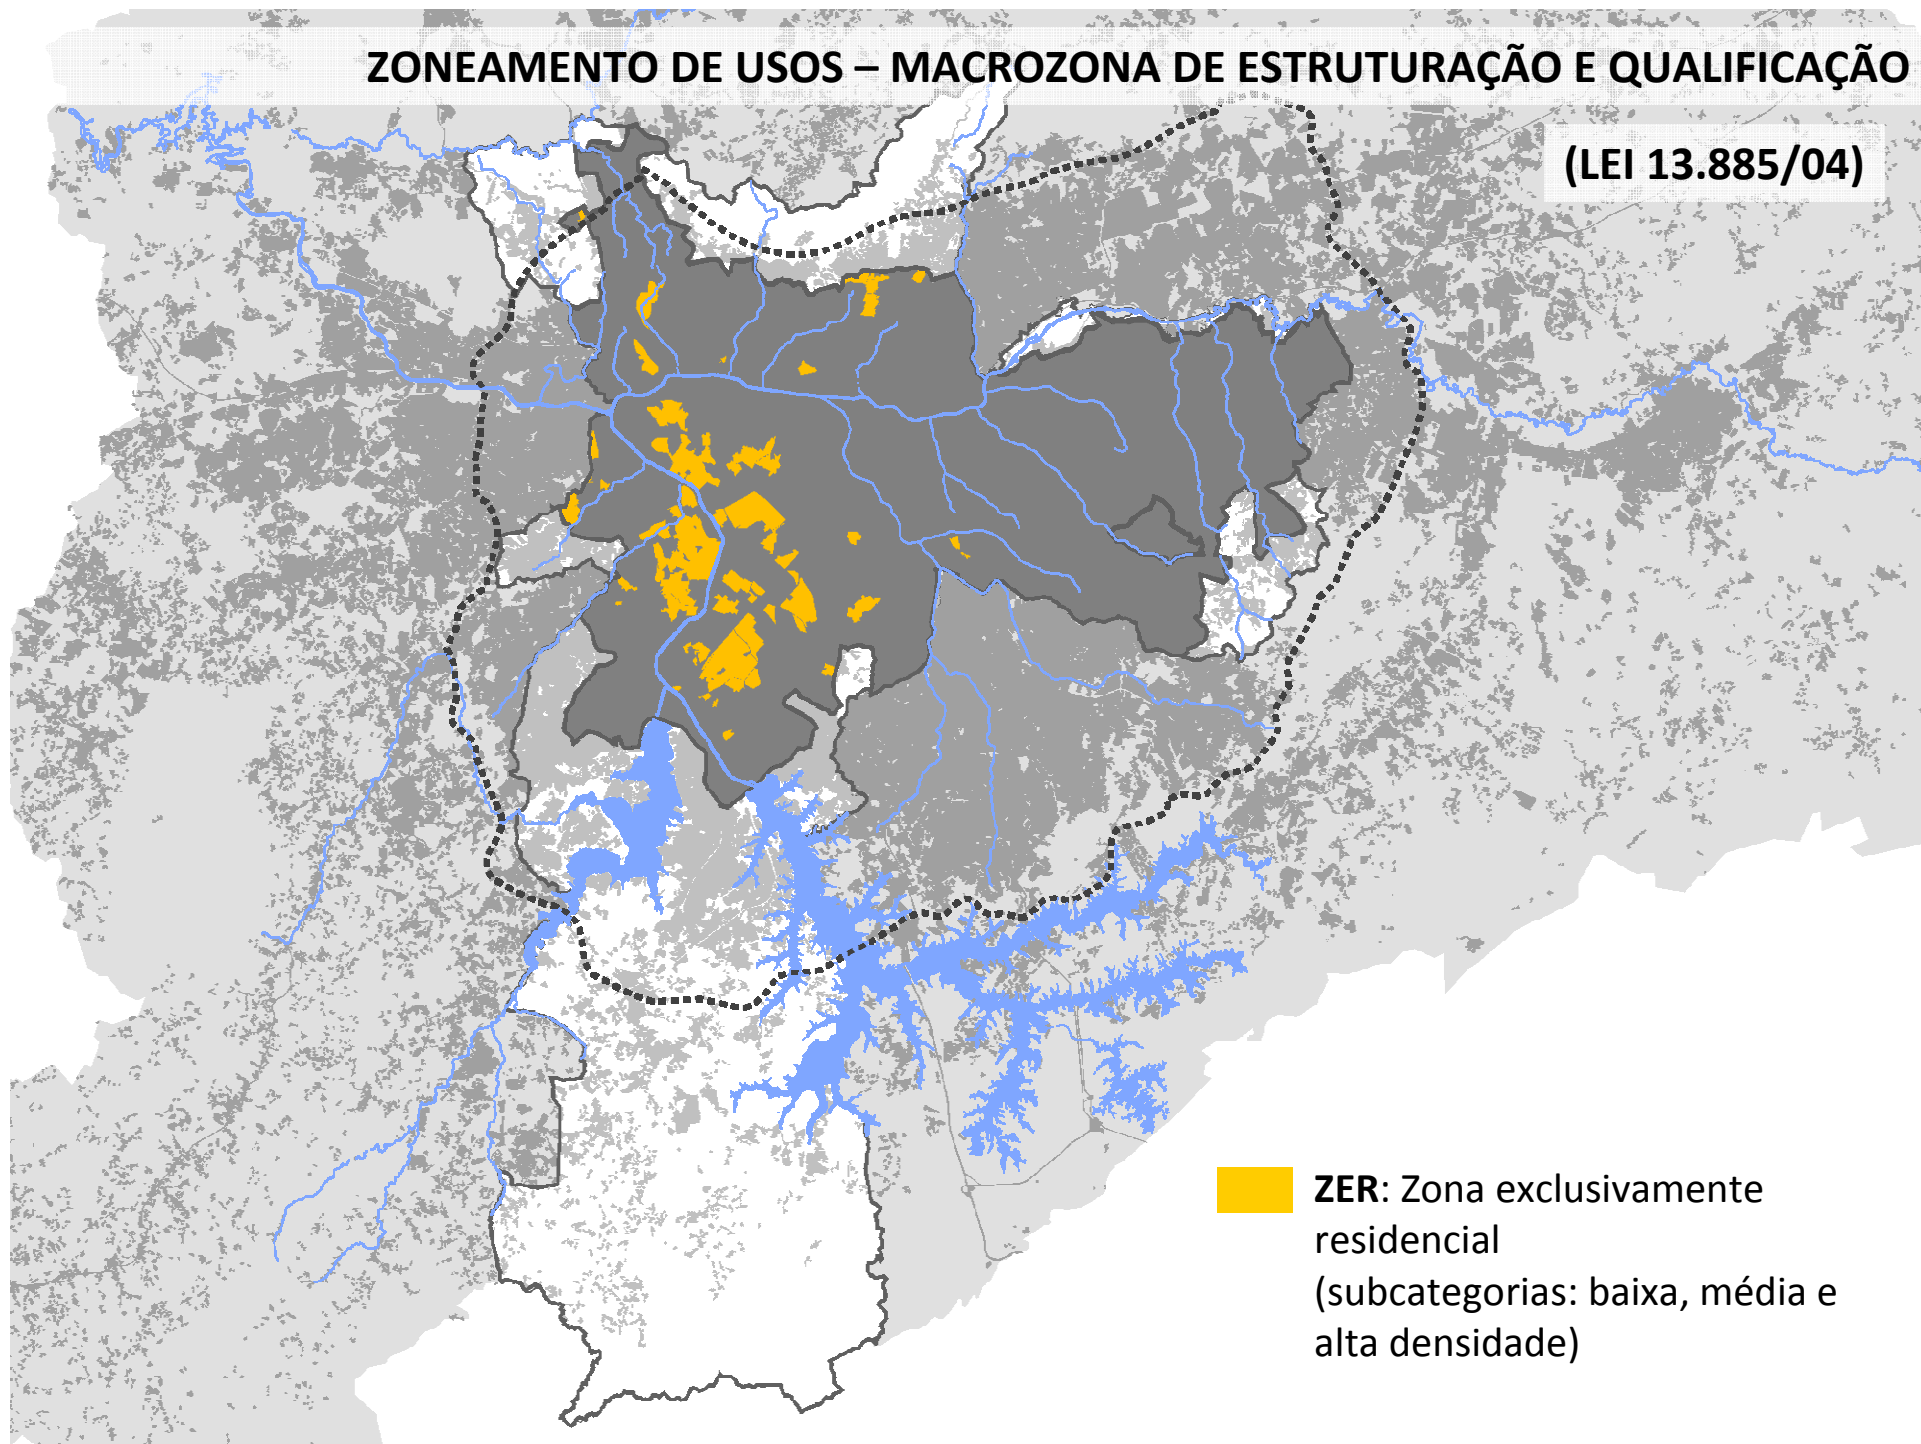 ZONEAMENTO DE USOS – MACROZONA DE ESTRUTURAÇÃO E QUALIFICAÇÃO
(LEI 13.885/04)
ZER: Zona exclusivamente
residencial
(subcategorias: baixa, média e
alta densidade)